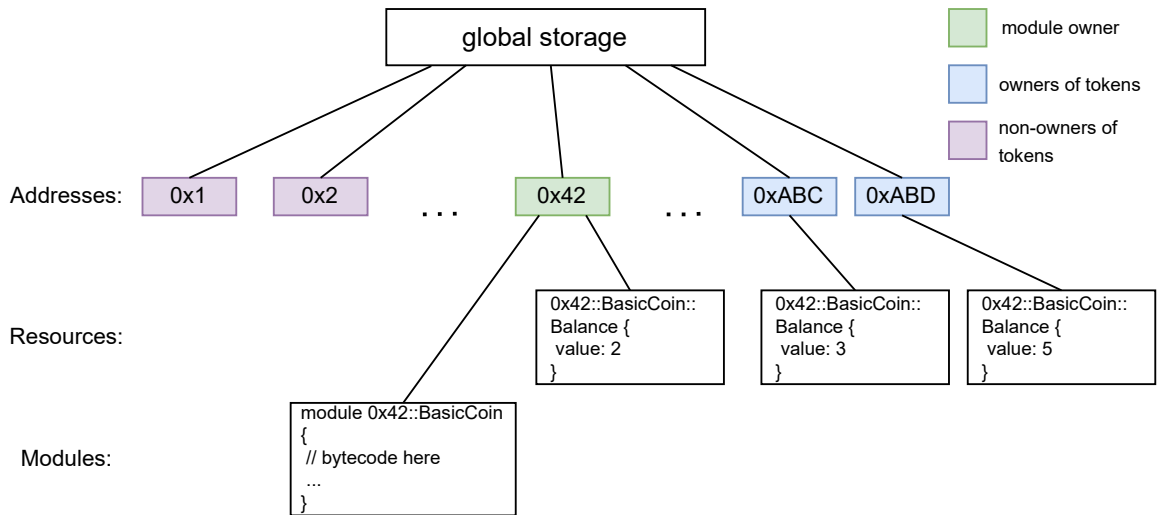 global storage
module owner
owners of tokens
non-owners of
tokens
Addresses:
0x1
0x2
...
0x42
...
0xABC
0xABD
Resources:
0x42::BasicCoin::
Balance {
value: 2
}
0x42::BasicCoin::
Balance {
value: 3
}
0x42::BasicCoin::
Balance {
value: 5
}
Modules:
module 0x42::BasicCoin
{
// bytecode here
...
}